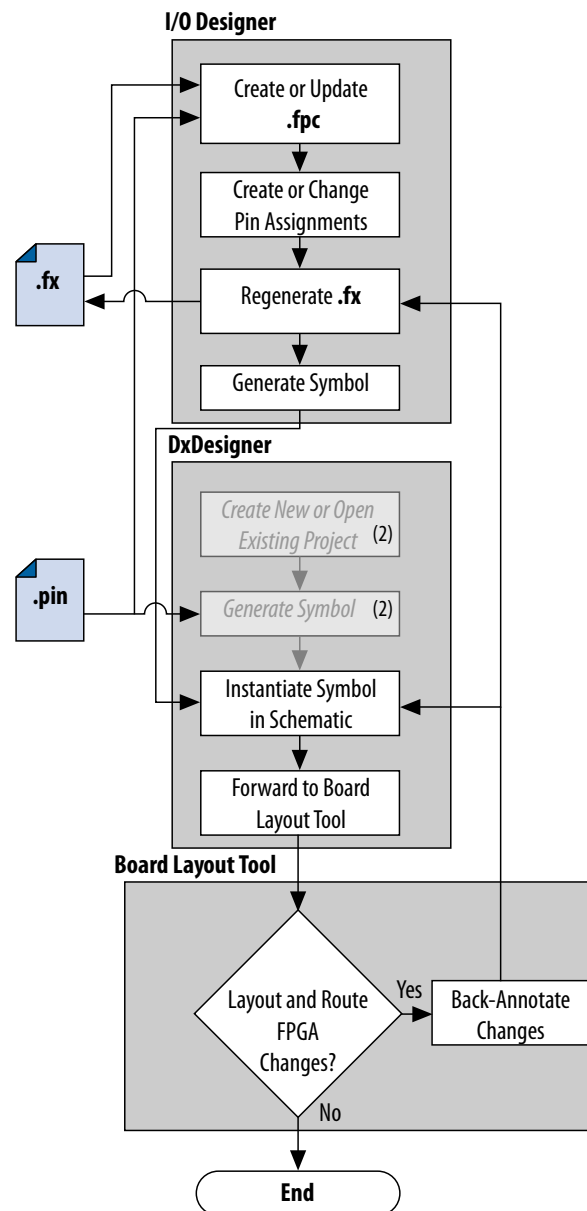 I/O Designer
Create or Update
.fpc
Create or Change
Pin Assignments
.fx
Regenerate .fx
Generate Symbol
DxDesigner
Create New or Open
Existing Project
(2)
.pin
Generate Symbol (2)
Instantiate Symbol
in Schematic
Forward to Board
Layout Tool
Board Layout Tool
Layout and Route
FPGA
Changes?
Yes
Back-Annotate
Changes
No
End